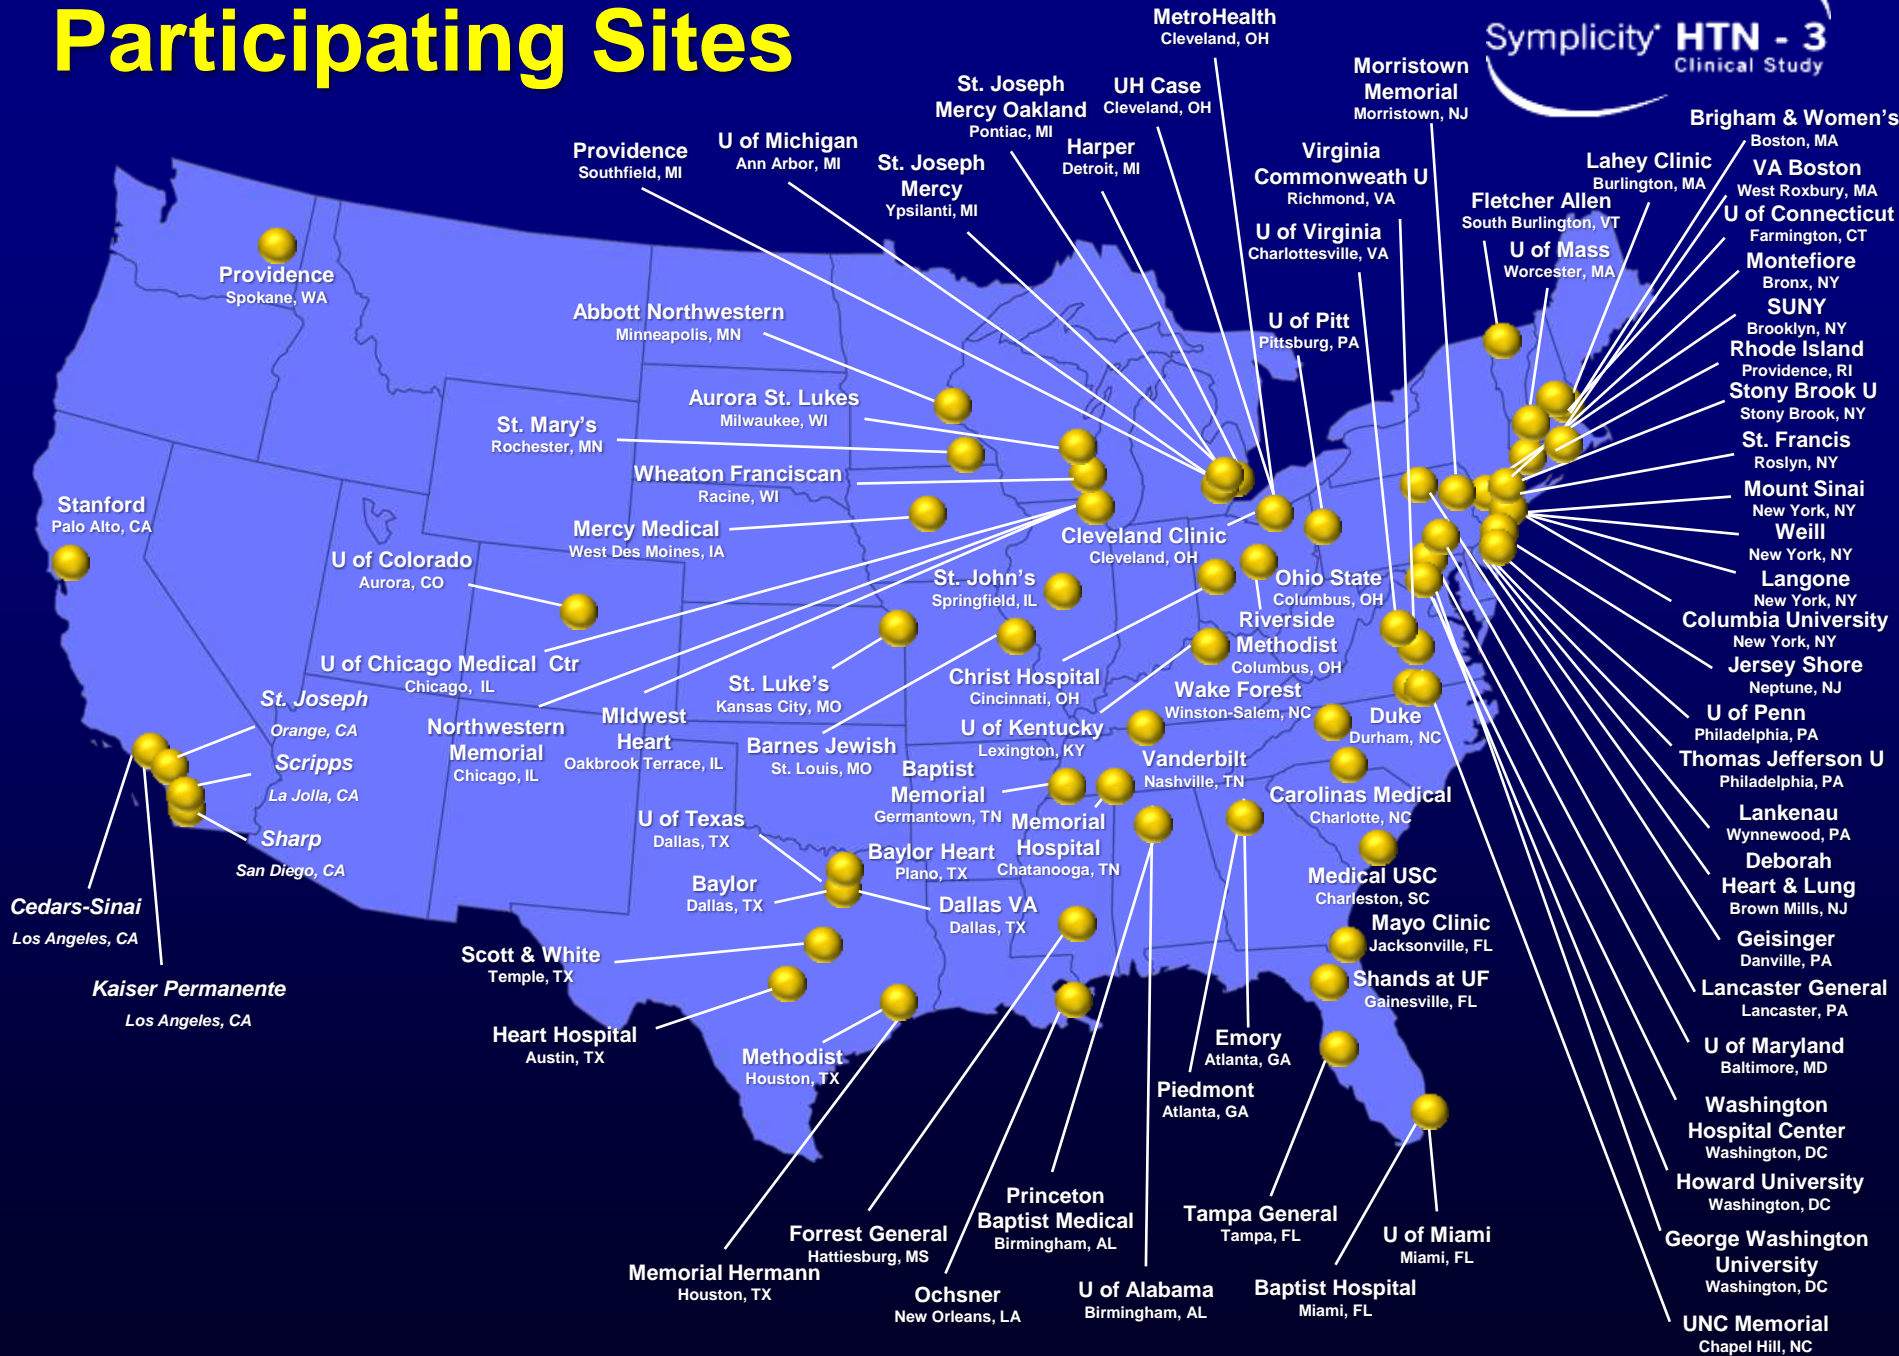 Participating Sites
Symplicity HTN - 3
Clinical Study
MetroHealth
Cleveland, OH
St. Joseph
Mercy Oakland
Pontiac, MI
UH Case
Cleveland, OH
Morristown
Memorial
Morristown, NJ
Brigham & Women's
Boston, MA
Providence
Southfield, MI
U of Michigan
Ann Arbor, MI
St. Joseph
Mercy
Ypsilanti, MI
Harper
Detroit, MI
Virginia
Commonweath U
Richmond, VA
Lahey Clinic
Burlington, MA
VA Boston
West Roxbury, MA
Fletcher Allen
South Burlington, VT
U of Connecticut
Farmington, CT
U of Virginia
Charlottesville, VA
U of Mass
Worcester, MA
Montefiore
Bronx, NY
Providence
Spokane, WA
Abbott Northwestern
Minneapolis, MN
U of Pitt
Pittsburg, PA
SUNY
Brooklyn, NY
Rhode Island
Providence, RI
Aurora St. Lukes
Milwaukee, WI
Stony Brook U
Stony Brook, NY
St. Mary's
Rochester, MN
St. Francis
Roslyn, NY
Wheaton Franciscan
Racine, WI
Mount Sinai
New York, NY
Stanford
Palo Alto, CA
Mercy Medical
West Des Moines, IA
Cleveland Clinic
Cleveland, OH
Weill
New York, NY
U of Colorado
Aurora, CO
St. John's
Springfield, IL
Ohio State
Columbus, OH
Langone
New York, NY
Riverside
Methodist
Columbus, OH
Columbia University
New York, NY
U of Chicago Medical Ctr
Chicago, IL
St. Luke's
Kansas City, MO
Christ Hospital
Cincinnati, OH
Jersey Shore
Neptune, NJ
St. Joseph
Orange, CA
Northwestern
Memorial
Chicago, IL
MIdwest
Heart
Oakbrook Terrace, IL
Barnes Jewish
St. Louis, MO
U of Kentucky
Lexington, KY
Wake Forest
Winston-Salem, NC
Duke
Durham, NC
U of Penn
Philadelphia, PA
Scripps
La Jolla, CA
Baptist
Memorial
Germantown, TN
Vanderbilt
Nashville, TN
Thomas Jefferson U
Philadelphia, PA
Carolinas Medical
Charlotte, NC
Sharp
San Diego, CA
U of Texas
Dallas, TX
Memorial
Hospital
Chatanooga, TN
Lankenau
Wynnewood, PA
Baylor Heart
Plano, TX
Deborah
Heart & Lung
Brown Mills, NJ
Baylor
Dallas, TX
Medical USC
Charleston, SC
Cedars-Sinai
Los Angeles, CA
Dallas VA
Dallas, TX
Mayo Clinic
Jacksonville, FL
Geisinger
Danville, PA
Scott & White
Temple, TX
Shands at UF
Gainesville, FL
Kaiser Permanente
Los Angeles, CA
Lancaster General
Lancaster, PA
Heart Hospital
Austin, TX
Methodist
Houston, TX
Emory
Atlanta, GA
U of Maryland
Baltimore, MD
Piedmont
Atlanta, GA
Washington
Hospital Center
Washington, DC
Howard University
Washington, DC
Princeton
Baptist Medical
Birmingham, AL
Tampa General
Tampa, FL
Forrest General
Hattiesburg, MS
U of Miami
Miami, FL
George Washington
University
Washington, DC
Memorial Hermann
Houston, TX
Ochsner
New Orleans, LA
U of Alabama
Birmingham, AL
Baptist Hospital
Miami, FL
UNC Memorial
Chapel Hill, NC